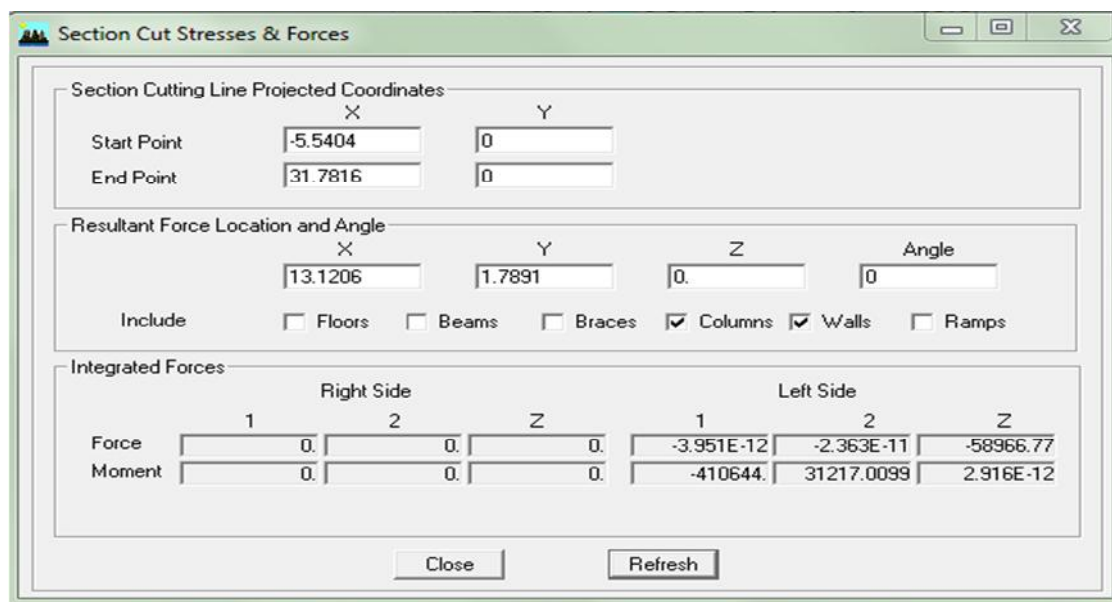 Section Cut Stresses & Forces
Section Cutting Line Projected Coordinates
X Y
Start Point -5.5404 0
End Point 31.7816 0
Resultant Force Location and Angle
X Y Z Angle
13.1206 1.7891 0. 0
Include Floors Beams Braces Columns Walls Ramps
Integrated Forces
Right Side Left Side
1 2 Z 1 2 Z
Force 0. 0. 0. -3.951E-12 -2.363E-11 -58966.77
Moment 0. 0. 0. -410644. 31217.0099 2.916E-12
Close Refresh